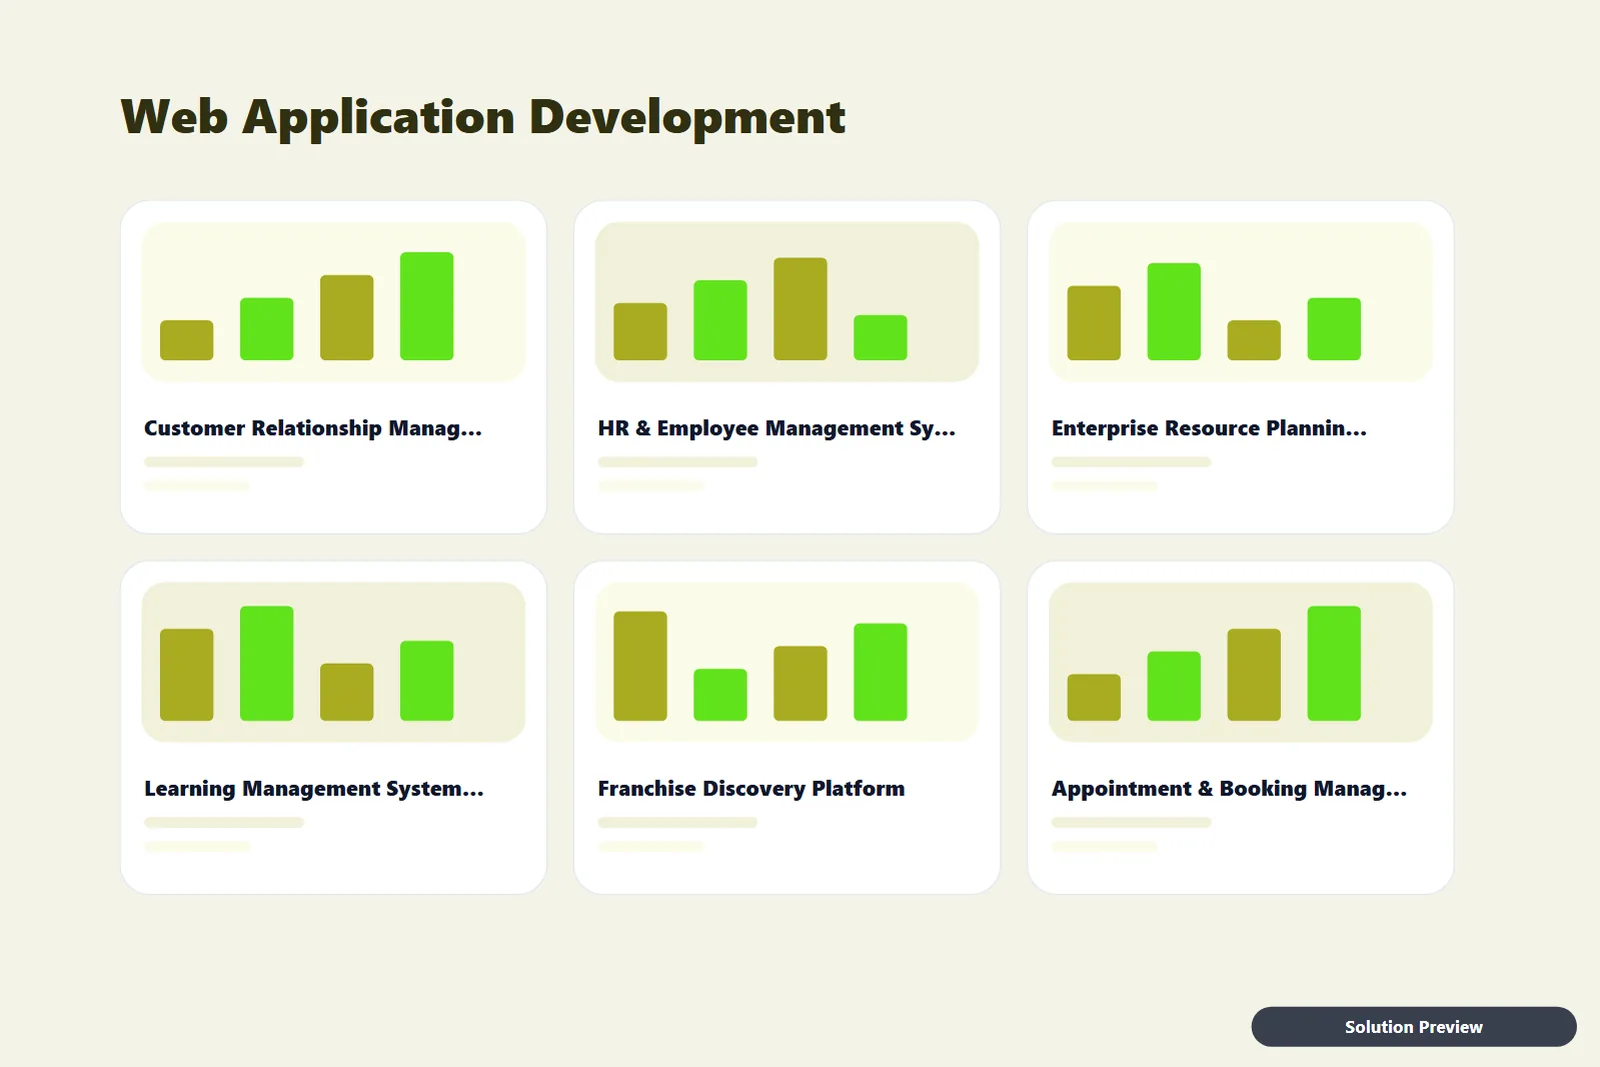 Web Application Development
Customer Relationship Manag...
HR & Employee Management Sy...
Enterprise Resource Plannin...
Learning Management System...
Franchise Discovery Platform
Appointment & Booking Manag...
Solution Preview